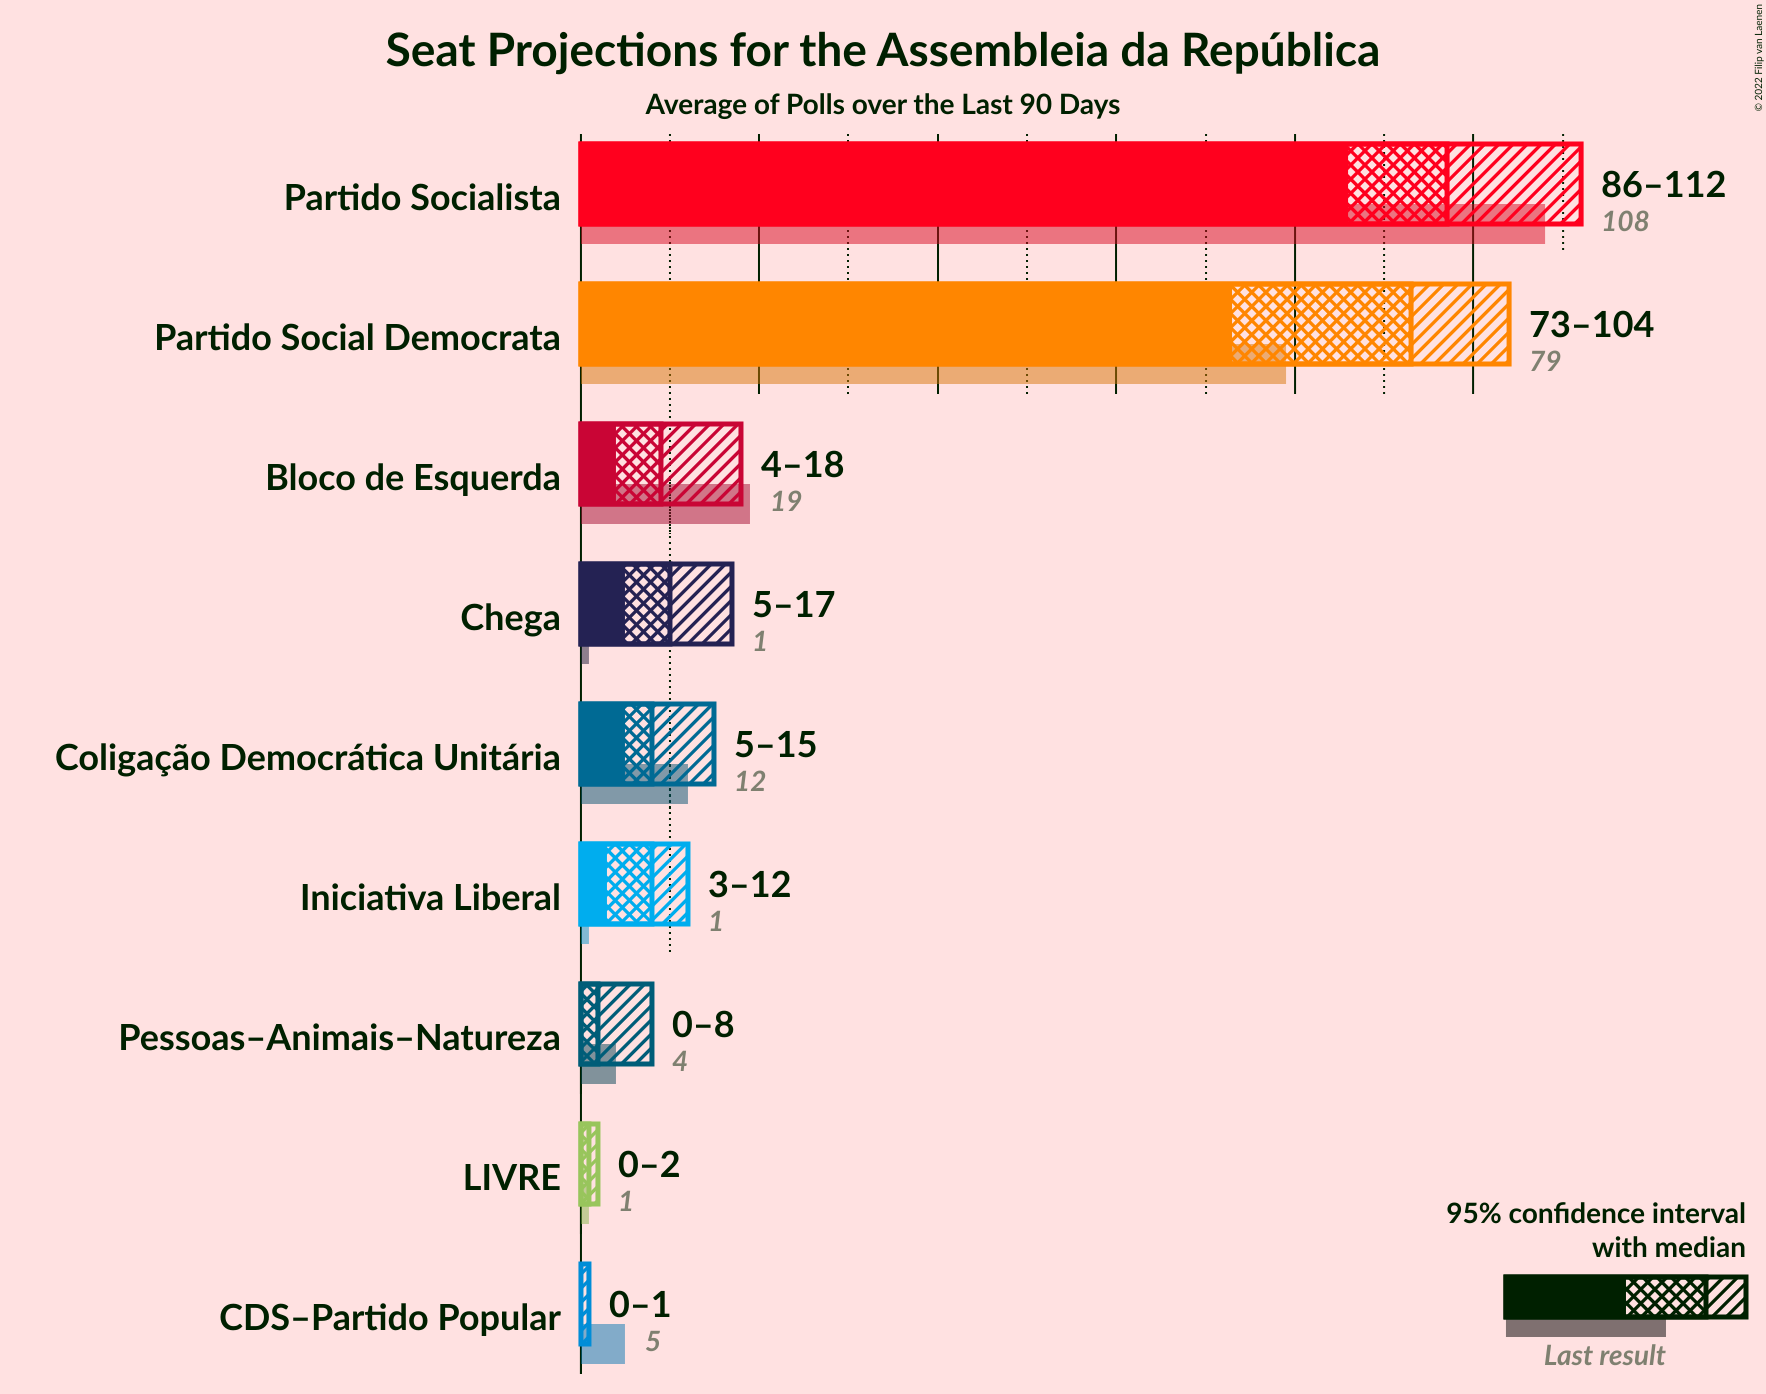 Seat Projections for the Assembleia da República
Average of Polls over the Last 90 Days
© 2022 Filip van Laenen
Partido Socialista
86–112
108
Partido Social Democrata
73–104
79
Bloco de Esquerda
4–18
19
Chega
5–17
1
Coligação Democrática Unitária
5–15
12
Iniciativa Liberal
3–12
1
Pessoas–Animais–Natureza
0–8
4
LIVRE
0–2
1
CDS–Partido Popular
0–1
5
95% confidence interval
with median
Last result